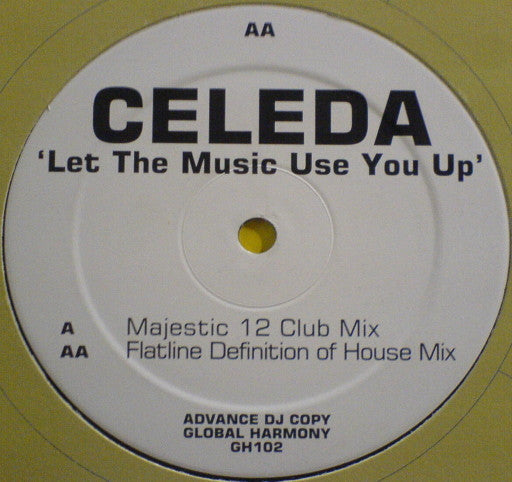 AA
CELEDA
'Let The Music Use You Up'
A Majestic 12 Club Mix
AA Flatline Definition of House Mix
ADVANCE DJ COPY
GLOBAL HARMONY
GH102